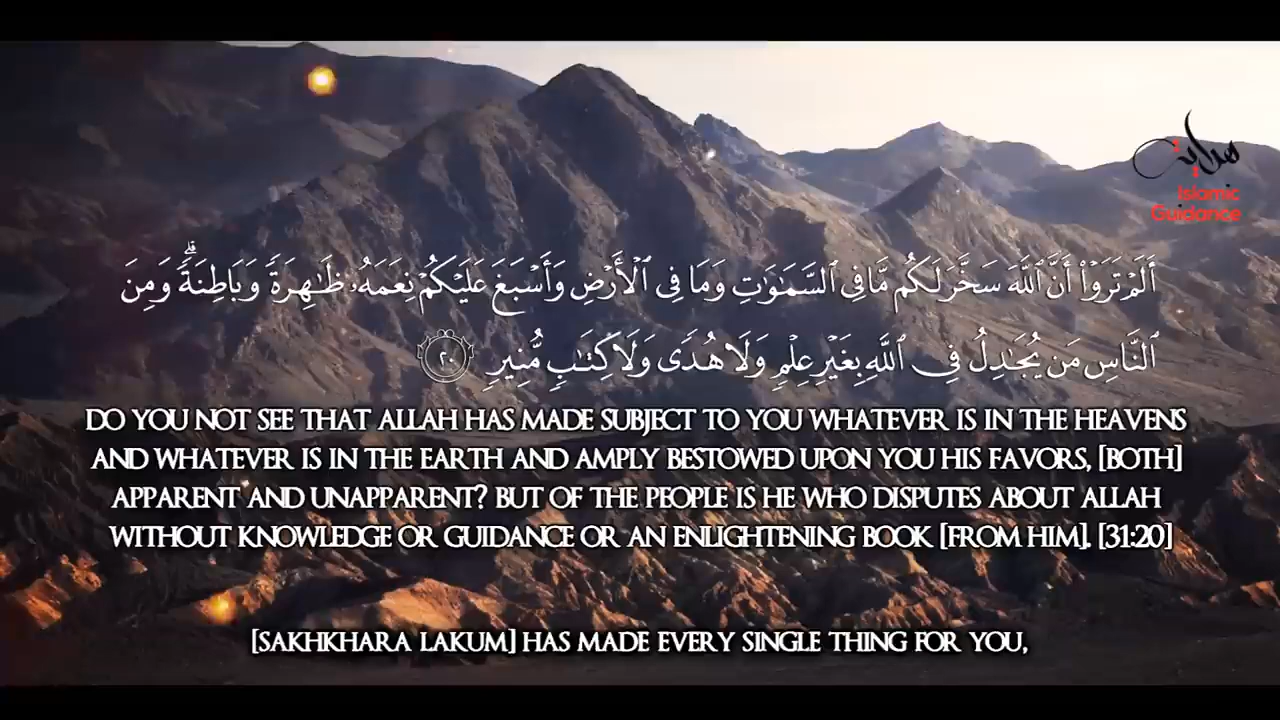 هداية
Islamic
Guidance
أَلَمْ تَرَوْا۟ أَنَّ ٱللَّهَ سَخَّرَ لَكُم مَّا فِى ٱلسَّمَـٰوَٰتِ وَمَا فِى ٱلْأَرْضِ وَأَسْبَغَ عَلَيْكُمْ نِعَمَهُۥ ظَـٰهِرَةً وَبَاطِنَةً ۗ وَمِنَ
ٱلنَّاسِ مَن يُجَـٰدِلُ فِى ٱللَّهِ بِغَيْرِ عِلْمٍ وَلَا هُدًى وَلَا كِتَـٰبٍ مُّنِيرٍ ٢٠
DO YOU NOT SEE THAT ALLAH HAS MADE SUBJECT TO YOU WHATEVER IS IN THE HEAVENS
AND WHATEVER IS IN THE EARTH AND AMPLY BESTOWED UPON YOU HIS FAVORS, [BOTH]
APPARENT AND UNAPPARENT? BUT OF THE PEOPLE IS HE WHO DISPUTES ABOUT ALLAH
WITHOUT KNOWLEDGE OR GUIDANCE OR AN ENLIGHTENING BOOK [FROM HIM]. [31:20]
[SAKHKHARA LAKUM] HAS MADE EVERY SINGLE THING FOR YOU,